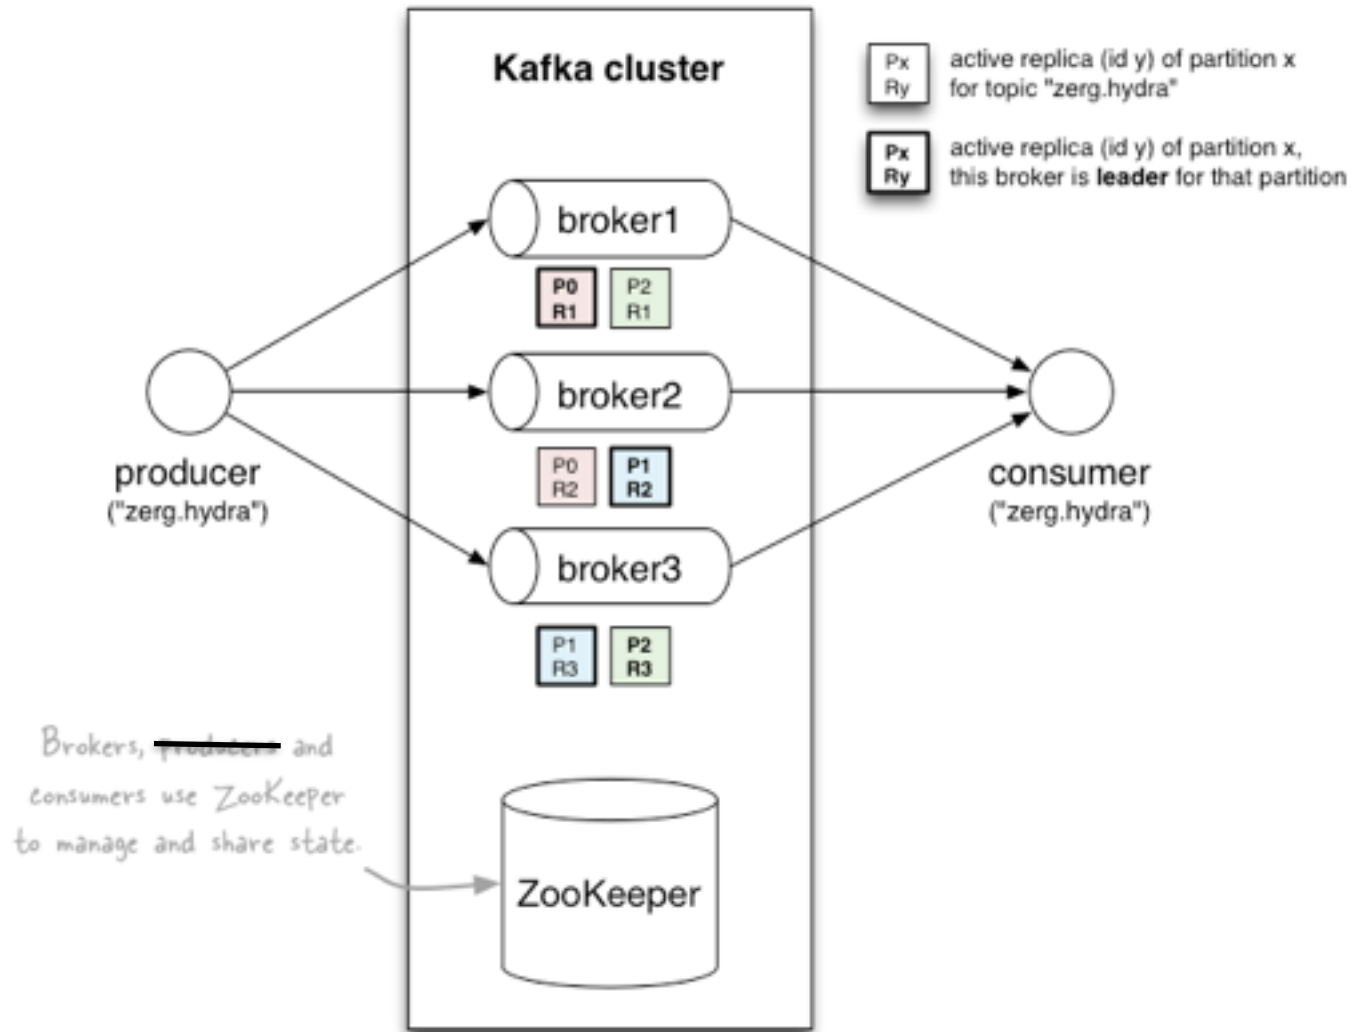 Kafka cluster
Px
Ry
active replica (id y) of partition x
for topic "zerg.hydra"
Px
Ry
active replica (id y) of partition x,
this broker is leader for that partition
broker1
P0
R1
P2
R1
broker2
P0
R2
P1
R2
producer
("zerg.hydra")
consumer
("zerg.hydra")
broker3
P1
R3
P2
R3
Brokers, producers and
consumers use ZooKeeper
to manage and share state.
ZooKeeper